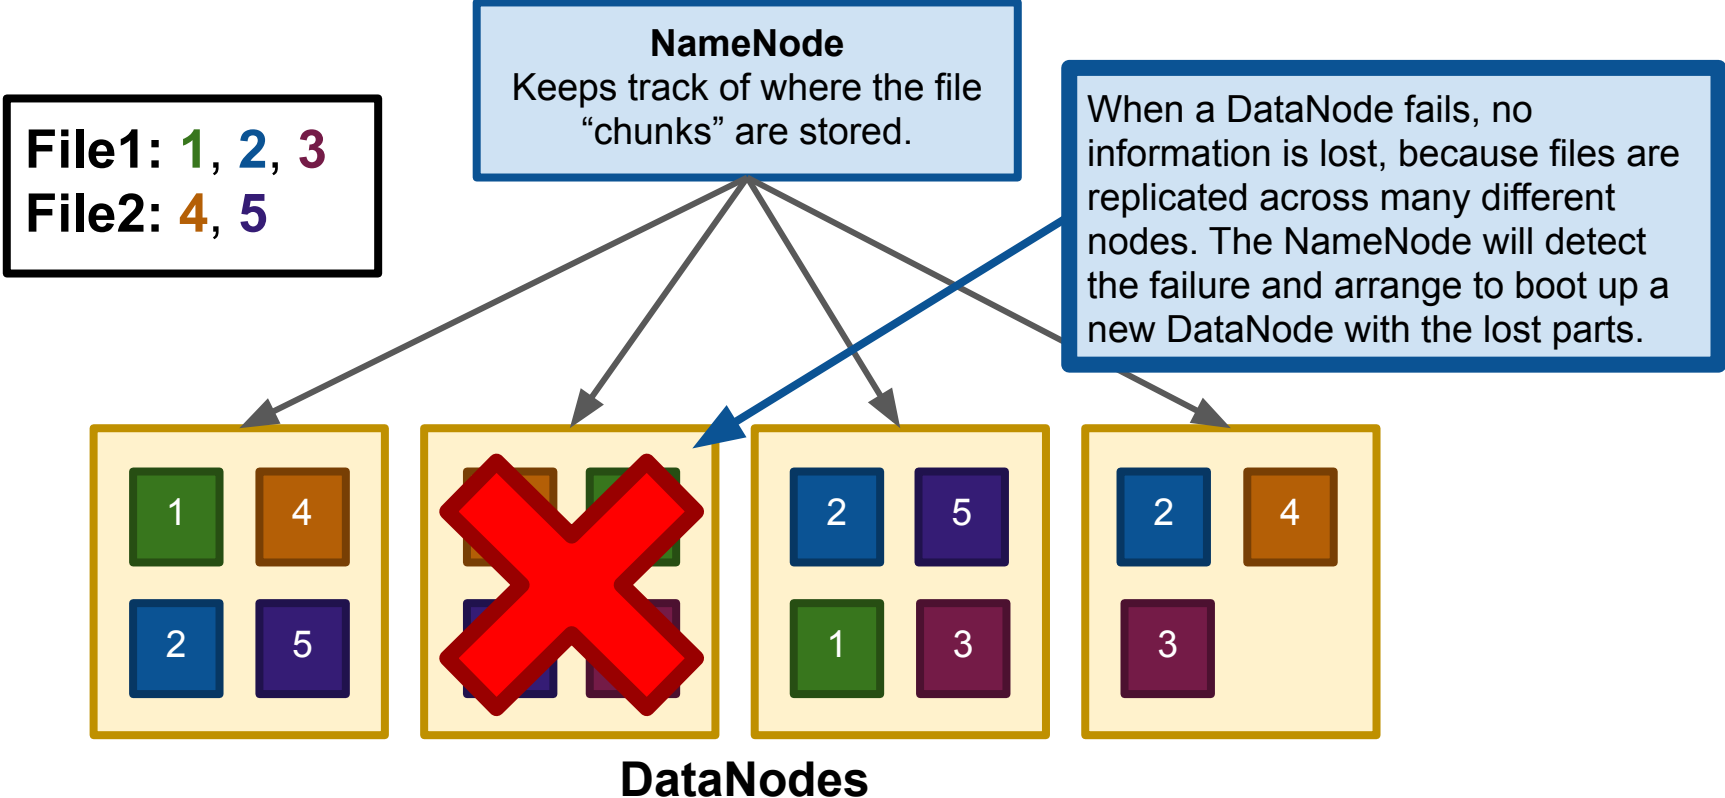 NameNode
Keeps track of where the file
“chunks” are stored.
File1: 1, 2, 3
File2: 4, 5
When a DataNode fails, no
information is lost, because files are
replicated across many different
nodes. The NameNode will detect
the failure and arrange to boot up a
new DataNode with the lost parts.
1 4
2 5
2 5
1 3
2 4
3
DataNodes